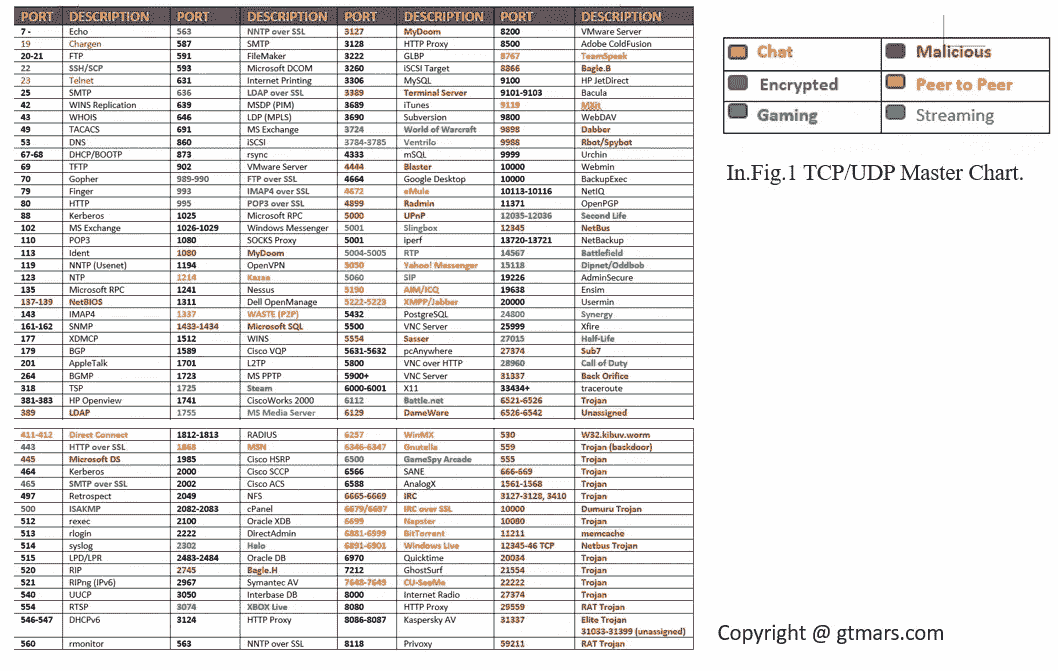 PORT DESCRIPTION PORT DESCRIPTION PORT DESCRIPTION PORT DESCRIPTION
7 - Echo 563 NNTP over SSL 3127 MyDoom 8200 VMware Server
19 Chargen 587 SMTP 3128 HTTP Proxy 8500 Adobe ColdFusion
20-21 FTP 591 FileMaker 3222 GLBP 8767 TeamSpeak
22 SSH/SCP 593 Microsoft DCOM 3260 iSCSI Target 8866 Bagle.B
23 Telnet 631 Internet Printing 3306 MySQL 9100 HP JetDirect
25 SMTP 636 LDAP over SSL 3389 Terminal Server 9101-9103 Bacula
42 WINS Replication 639 MSDP (PIM) 3689 iTunes 9119 MXit
43 WHOIS 646 LDP (MPLS) 3690 Subversion 9800 WebDAV
49 TACACS 691 MS Exchange 3724 World of Warcraft 9898 Dabber
53 DNS 860 iSCSI 3784-3785 Ventrilo 9988 Rbot/Spybot
67-68 DHCP/BOOTP 873 rsync 4333 mSQL 9999 Urchin
69 TFTP 902 VMware Server 4444 Blaster 10000 Webmin
70 Gopher 989-990 FTP over SSL 4664 Google Desktop 10000 BackupExec
79 Finger 993 IMAP4 over SSL 4672 eMule 10113-10116 NetIQ
80 HTTP 995 POP3 over SSL 4899 Radmin 11371 OpenPGP
88 Kerberos 1025 Microsoft RPC 5000 UPnP 12035-12036 Second Life
102 MS Exchange 1026-1029 Windows Messenger 5001 Slingbox 12345 NetBus
110 POP3 1080 SOCKS Proxy 5001 iperf 13720-13721 NetBackup
113 Ident 1080 MyDoom 5004-5005 RTP 14567 Battlefield
119 NNTP (Usenet) 1194 OpenVPN 5050 Yahoo! Messenger 15118 Dipnet/Oddbob
123 NTP 1214 Kazaa 5060 SIP 19226 AdminSecure
135 Microsoft RPC 1241 Nessus 5190 AIM/ICQ 19638 Ensim
137-139 NetBIOS 1311 Dell OpenManage 5222-5223 XMPP/Jabber 20000 Usermin
143 IMAP4 1337 WASTE (P2P) 5432 PostgreSQL 24800 Synergy
161-162 SNMP 1433-1434 Microsoft SQL 5500 VNC Server 25999 Xfire
177 XDMCP 1512 WINS 5554 Sasser 27015 Half-Life
179 BGP 1589 Cisco VQP 5631-5632 pcAnywhere 27374 Sub7
201 AppleTalk 1701 L2TP 5800 VNC over HTTP 28960 Call of Duty
264 BGMP 1723 MS PPTP 5900+ VNC Server 31337 Back Orifice
318 TSP 1725 Steam 6000-6001 X11 33434+ traceroute
381-383 HP Openview 1741 CiscoWorks 2000 6112 Battle.net 6521-6526 Trojan
389 LDAP 1755 MS Media Server 6129 DameWare 6526-6542 Unassigned
411-412 Direct Connect 1812-1813 RADIUS 6257 WinMX 530 W32.kibuv.worm
443 HTTP over SSL 1863 MSN 6346-6347 Gnutella 559 Trojan (backdoor)
445 Microsoft DS 1985 Cisco HSRP 6500 GameSpy Arcade 555 Trojan
464 Kerberos 2000 Cisco SCCP 6566 SANE 666-669 Trojan
465 SMTP over SSL 2002 Cisco ACS 6588 AnalogX 1561-1568 Trojan
497 Retrospect 2049 NFS 6665-6669 IRC 3127-3128, 3410 Trojan
500 ISAKMP 2082-2083 cPanel 6679/6697 IRC over SSL 10000 Dumuru Trojan
512 rexec 2100 Oracle XDB 6699 Napster 10080 Trojan
513 rlogin 2222 DirectAdmin 6881-6999 BitTorrent 11211 memcache
514 syslog 2302 Halo 6891-6901 Windows Live 12345-46 TCP Netbus Trojan
515 LPD/LPR 2483-2484 Oracle DB 6970 Quicktime 20034 Trojan
520 RIP 2745 Bagle.H 7212 GhostSurf 21554 Trojan
521 RIPng (IPv6) 2967 Symantec AV 7648-7649 CU-SeeMe 22222 Trojan
540 UUCP 3050 Interbase DB 8000 Internet Radio 27374 Trojan
554 RTSP 3074 XBOX Live 8080 HTTP Proxy 29559 RAT Trojan
546-547 DHCPv6 3124 HTTP Proxy 8086-8087 Kaspersky AV 31337 Elite Trojan
31033-31399 (unassigned)
560 rmonitor 563 NNTP over SSL 8118 Privoxy 59211 RAT Trojan
Chat Malicious
Encrypted Peer to Peer
Gaming Streaming
In.Fig.1 TCP/UDP Master Chart.
Copyright @ gtmars.com